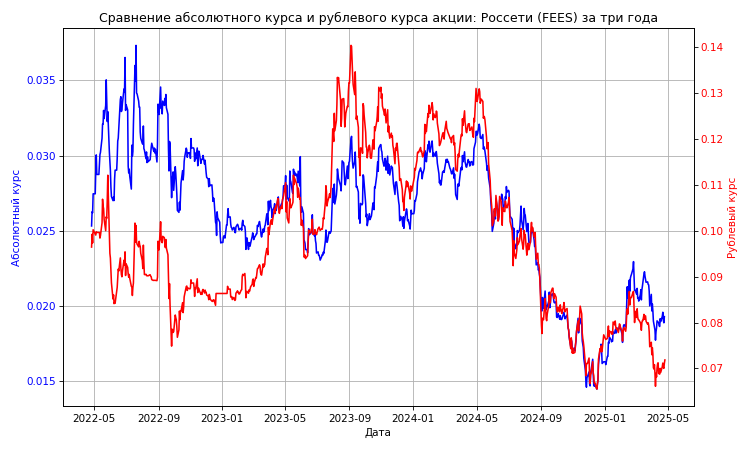 Сравнение абсолютного курса и рублевого курса акции: Россети (FEES) за три года
Абсолютный курс
0.035
0.030
0.025
0.020
0.015
0.14
0.13
0.12
0.11
0.10
0.09
0.08
0.07
Рублевый курс
2022-05 2022-09 2023-01 2023-05 2023-09 2024-01 2024-05 2024-09 2025-01 2025-05
Дата